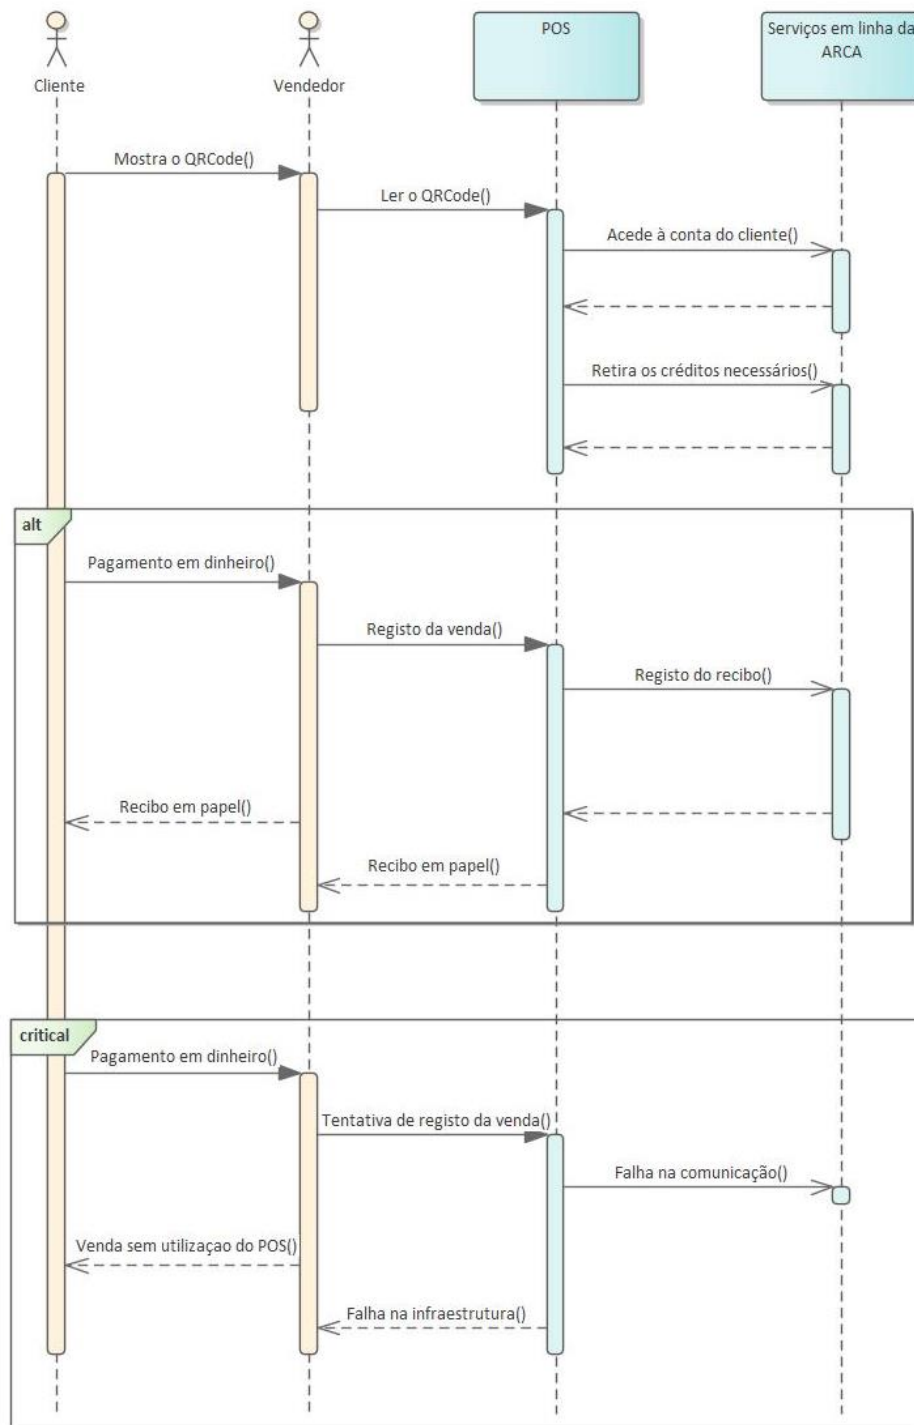 Cliente
Vendedor
POS
Serviços em linha da
ARCA
Mostra o QRCode()
Ler o QRCode()
Acede à conta do cliente()
Retira os créditos necessários()
alt
Pagamento em dinheiro()
Registo da venda()
Registo do recibo()
Recibo em papel()
Recibo em papel()
critical
Pagamento em dinheiro()
Tentativa de registo da venda()
Falha na comunicação()
Venda sem utilizaçao do POS()
Falha na infraestrutura()